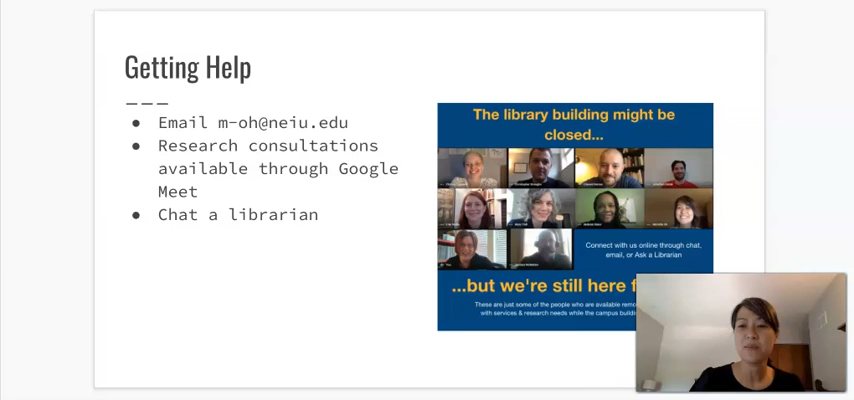 Getting Help
● Email m-oh@neiu.edu
● Research consultations
available through Google
Meet
● Chat a librarian
The library building might be
closed...
Connect with us online through chat,
email, or Ask a Librarian
...but we're still here
These are just some of the people who are available
with services & research needs while the campus